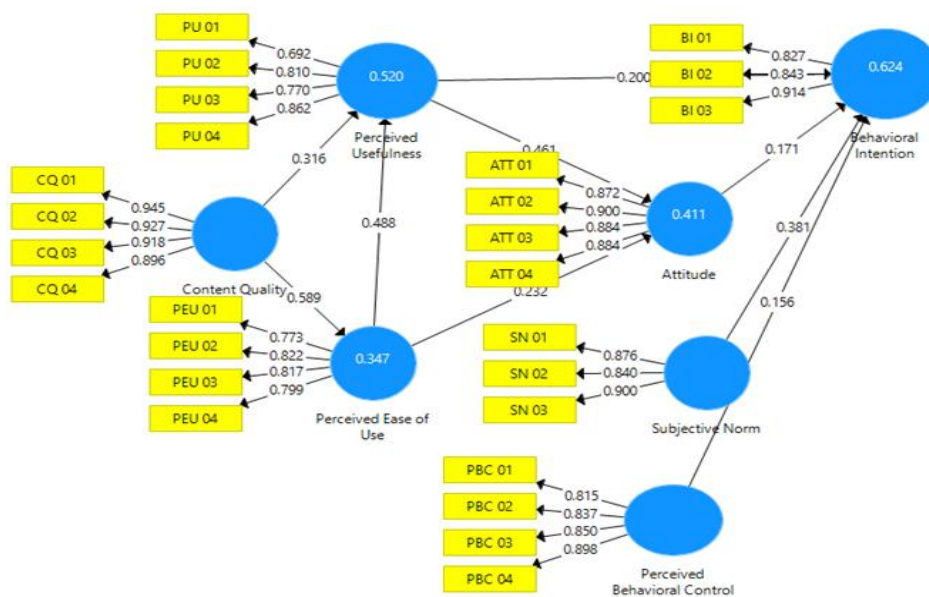 PU 01
PU 02
PU 03
PU 04
0.692
0.810
0.770
0.862
0.520
Perceived
Usefulness
0.200
BI 01
BI 02
BI 03
0.827
0.843
0.914
0.624
Behavioral
Intention
0.316
0.461
0.171
CQ 01
CQ 02
CQ 03
CQ 04
0.945
0.927
0.918
0.896
Content Quality
0.488
ATT 01
ATT 02
ATT 03
ATT 04
0.872
0.900
0.884
0.884
0.411
Attitude
0.381
0.589
0.232
0.156
PEU 01
PEU 02
PEU 03
PEU 04
0.773
0.822
0.817
0.799
0.347
Perceived Ease of
Use
SN 01
SN 02
SN 03
0.876
0.840
0.900
Subjective Norm
PBC 01
PBC 02
PBC 03
PBC 04
0.815
0.837
0.850
0.898
Perceived
Behavioral Control